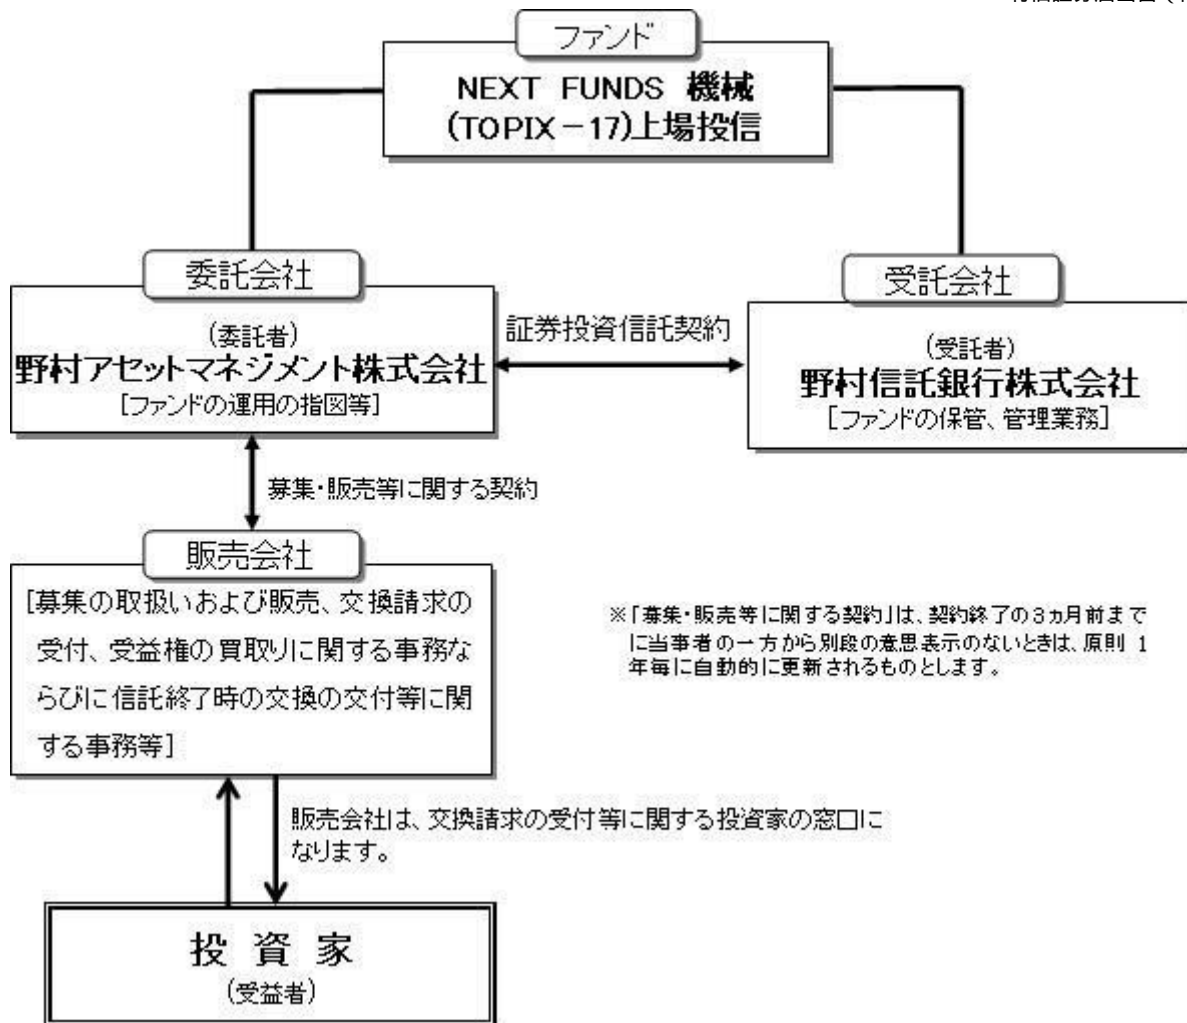 ファンド
NEXT FUNDS 機械
(TOPIX-17)上場投信
委託会社
(委託者)
野村アセットマネジメント株式会社
[ファンドの運用の指図等]
証券投資信託契約
受託会社
(受託者)
野村信託銀行株式会社
[ファンドの保管、管理業務]
募集・販売等に関する契約
販売会社
[募集の取扱いおよび販売、交換請求の
受付、受益権の買取りに関する事務な
らびに信託終了時の交換の交付等に関
する事務等]
※「募集・販売等に関する契約」は、契約終了の3ヵ月前まで
に当事者の一方から別段の意思表示のないときは、原則 1
年毎に自動的に更新されるものとします。
販売会社は、交換請求の受付等に関する投資家の窓口に
なります。
投 資 家
(受益者)